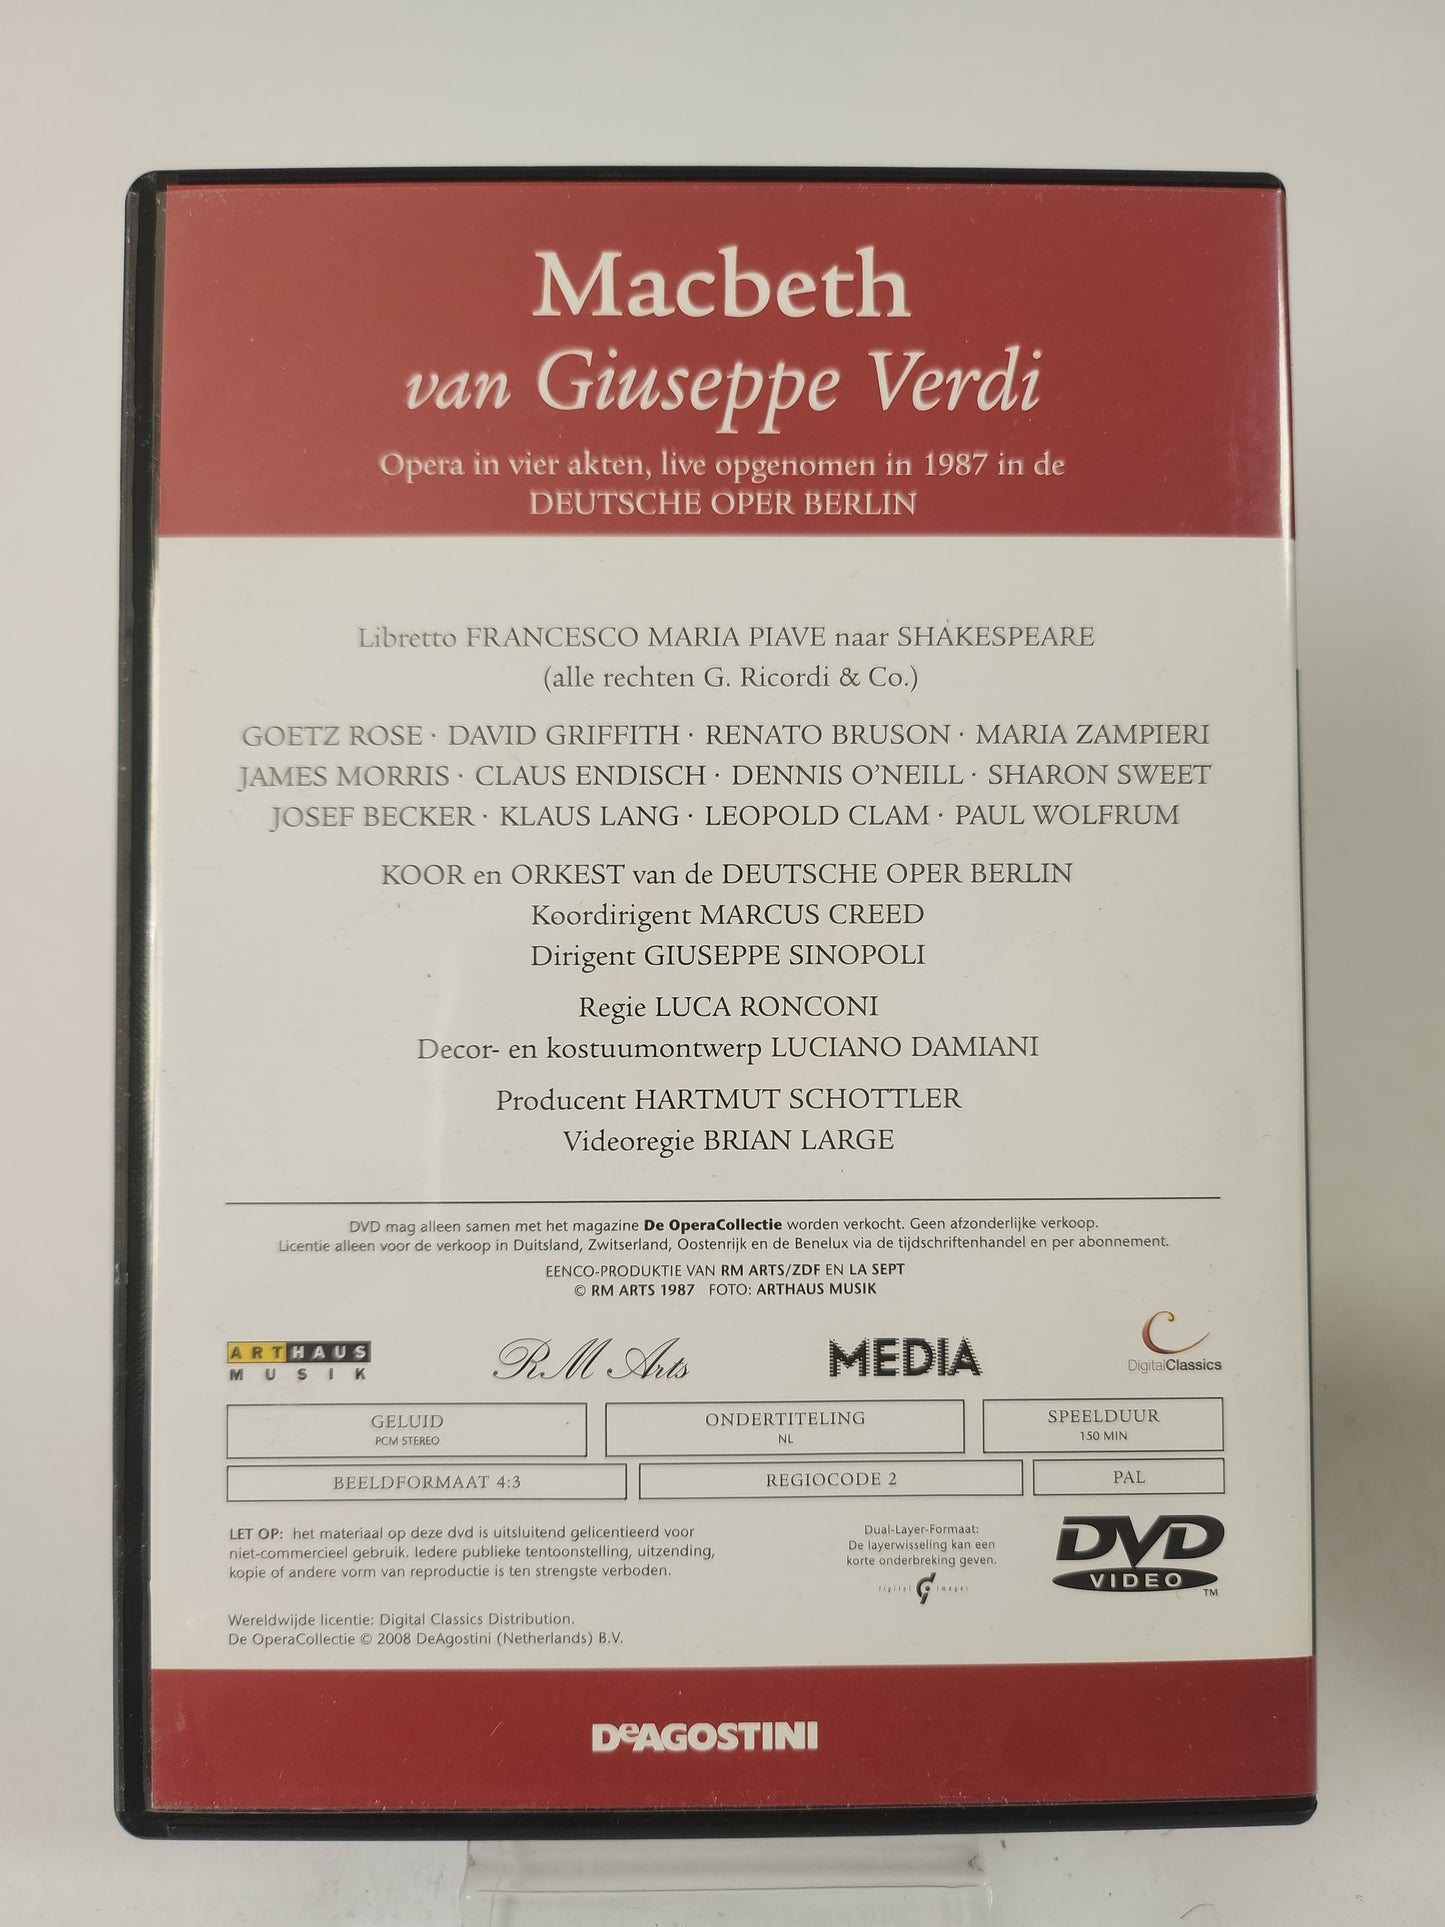 Macbeth
van Giuseppe Verdi
Opera in vier akten, live opgenomen in 1987 in de
DEUTSCHE OPER BERLIN
Libretto FRANCESCO MARIA PIAVE naar SHAKESPEARE
(alle rechten G. Ricordi & Co.)
GOETZ ROSE · DAVID GRIFFITH · RENATO BRUSON · MARIA ZAMPIERI
JAMES MORRIS · CLAUS ENDISCH · DENNIS O'NEILL · SHARON SWEET
JOSEF BECKER · KLAUS LANG · LEOPOLD CLAM · PAUL WOLFRUM
KOOR en ORKEST van de DEUTSCHE OPER BERLIN
Koordirigent MARCUS CREED
Dirigent GIUSEPPE SINOPOLI
Regie LUCA RONCONI
Decor- en kostuumontwerp LUCIANO DAMIANI
Producent HARTMUT SCHOTTLER
Videoregie BRIAN LARGE
DVD mag alleen samen met het magazine De OperaCollectie worden verkocht. Geen afzonderlijke verkoop.
Licentie alleen voor de verkoop in Duitsland, Zwitserland, Oostenrijk en de Benelux via de tijdschriftenhandel en per abonnement.
EENCO-PRODUKTIE VAN RM ARTS/ZDF EN LA SEPT
© RM ARTS 1987 FOTO: ARTHAUS MUSIK
ARTHAUS
MUSIK
RM Arts
MEDIA
DigitalClassics
GELUID
PCM STEREO
ONDERTITELING
NL
SPEELDUUR
150 MIN
BEELDFORMAAT 4:3
REGIOCODE 2
PAL
LET OP: het materiaal op deze dvd is uitsluitend gelicentieerd voor
niet-commercieel gebruik. Iedere publieke tentoonstelling, uitzending,
kopie of andere vorm van reproductie is ten strengste verboden.
Dual-Layer-Formaat:
De layerwisseling kan een
korte onderbreking geven.
digital images
DVD
VIDEO
TM
Wereldwijde licentie: Digital Classics Distribution.
De OperaCollectie © 2008 DeAgostini (Netherlands) B.V.
DeAGOSTINI